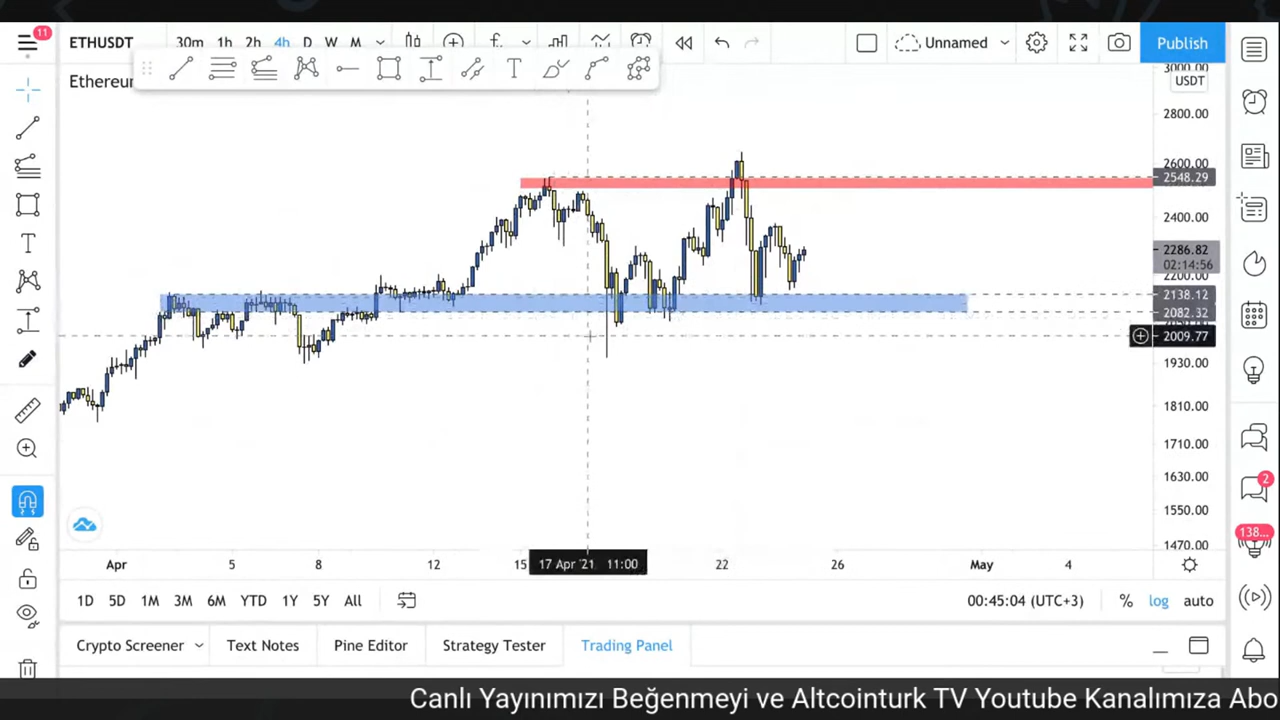 11
ETHUSDT 30m 1h 2h 4h D W M Unnamed Publish
Ethereu
3000.00
USDT
2800.00
2600.00
2548.29
2400.00
2286.82
02:14:56
2200.00
2138.12
2082.32
2009.77
1930.00
1810.00
1710.00
1630.00
1550.00
1470.00
T
T
2
138...
Apr 5 8 12 15 17 Apr '21 11:00 22 26 May 4
1D 5D 1M 3M 6M YTD 1Y 5Y All 00:45:04 (UTC+3) % log auto
Crypto Screener Text Notes Pine Editor Strategy Tester Trading Panel
Canlı Yayınımızı Beğenmeyi ve Altcointurk TV Youtube Kanalımıza Abo